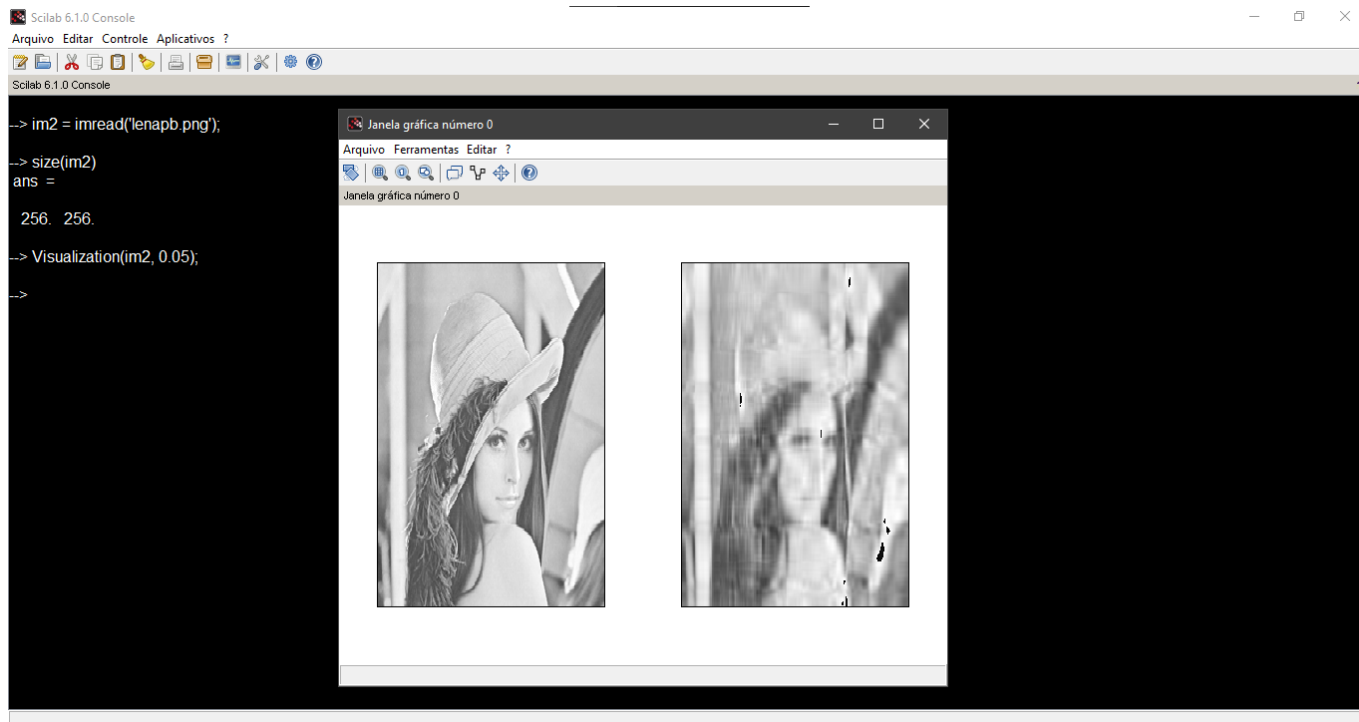 Scilab 6.1.0 Console
Arquivo Editar Controle Aplicativos ?
Scilab 6.1.0 Console
--> im2 = imread('lenapb.png');
--> size(im2)
ans =
256. 256.
--> Visualization(im2, 0.05);
-->
Janela gráfica número 0
Arquivo Ferramentas Editar ?
Janela gráfica número 0